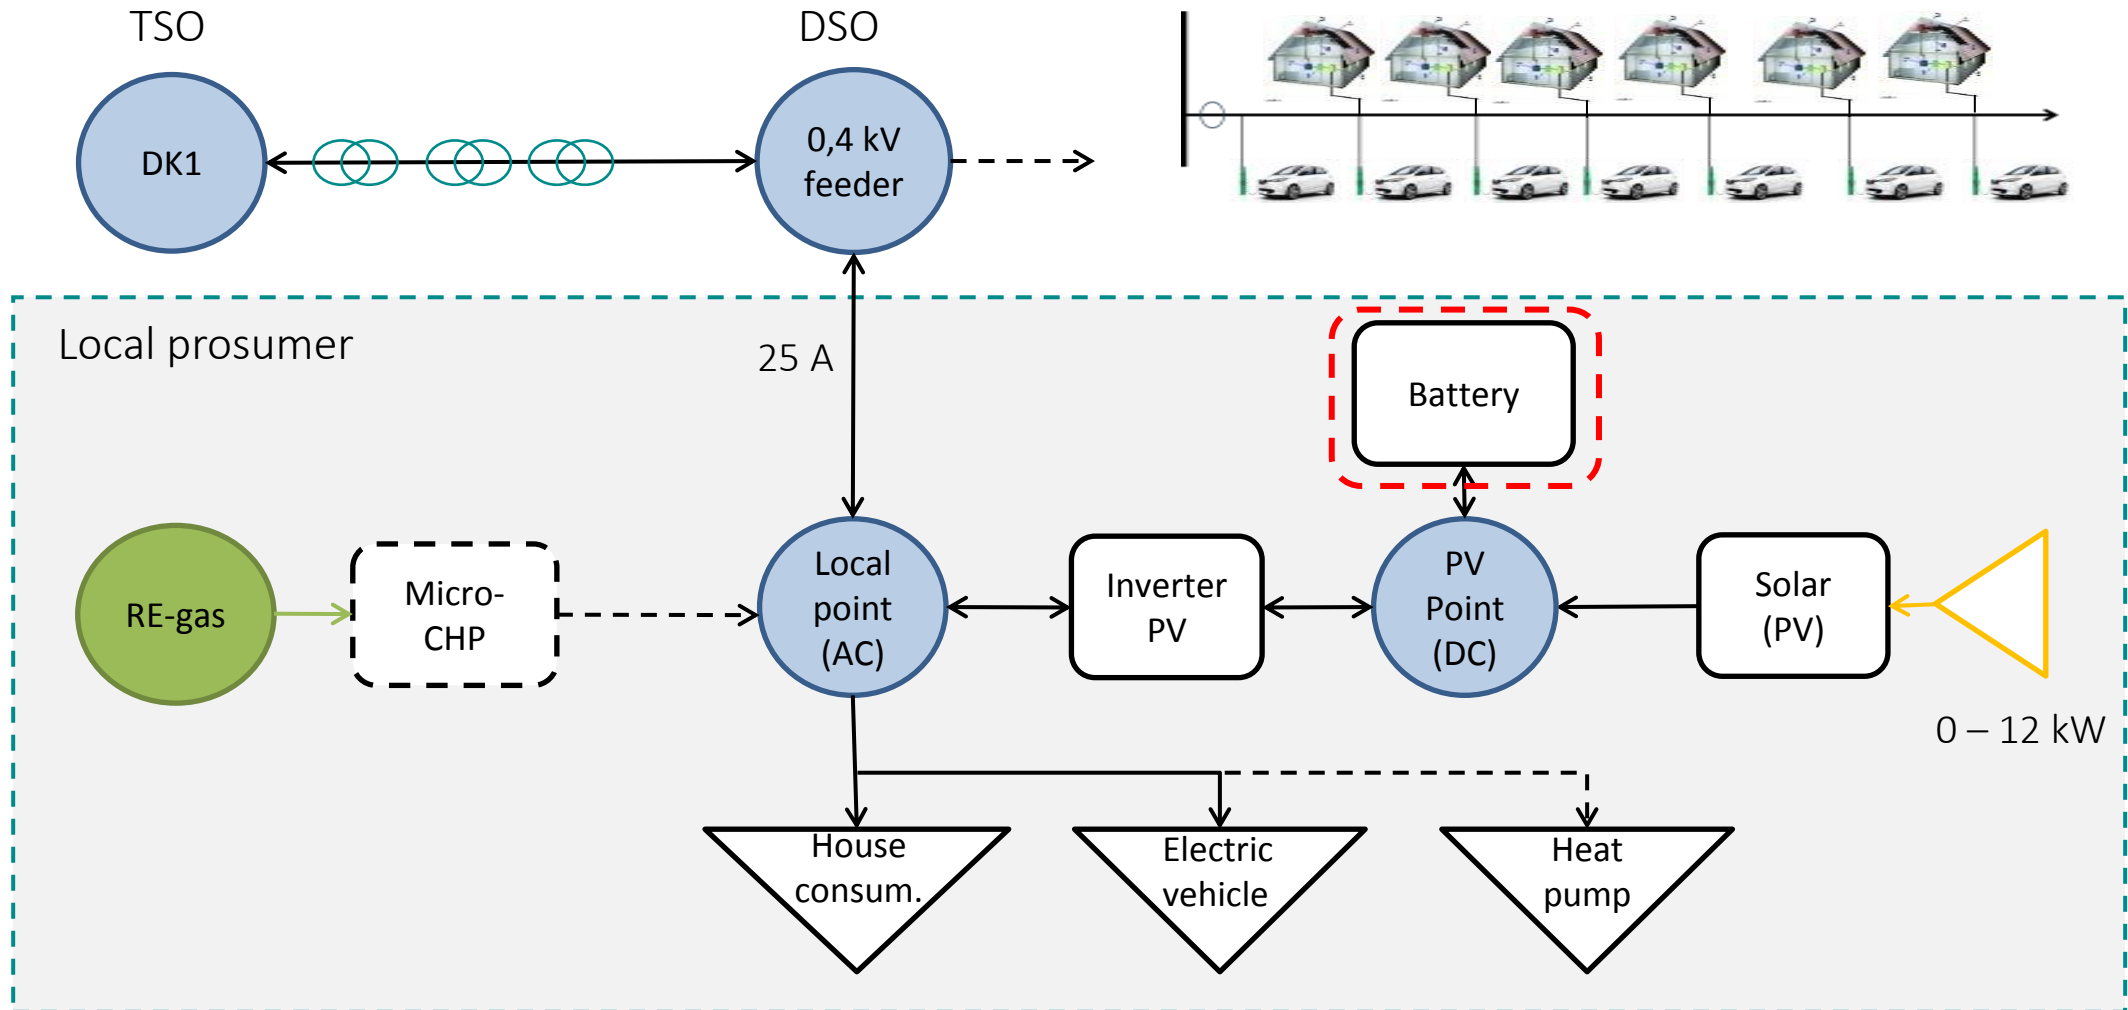 TSO
DSO
DK1
0,4 kV
feeder
Local prosumer
25 A
Battery
RE-gas
Micro-
CHP
Local
point
(AC)
Inverter
PV
PV
Point
(DC)
Solar
(PV)
0 – 12 kW
House
consum.
Electric
vehicle
Heat
pump